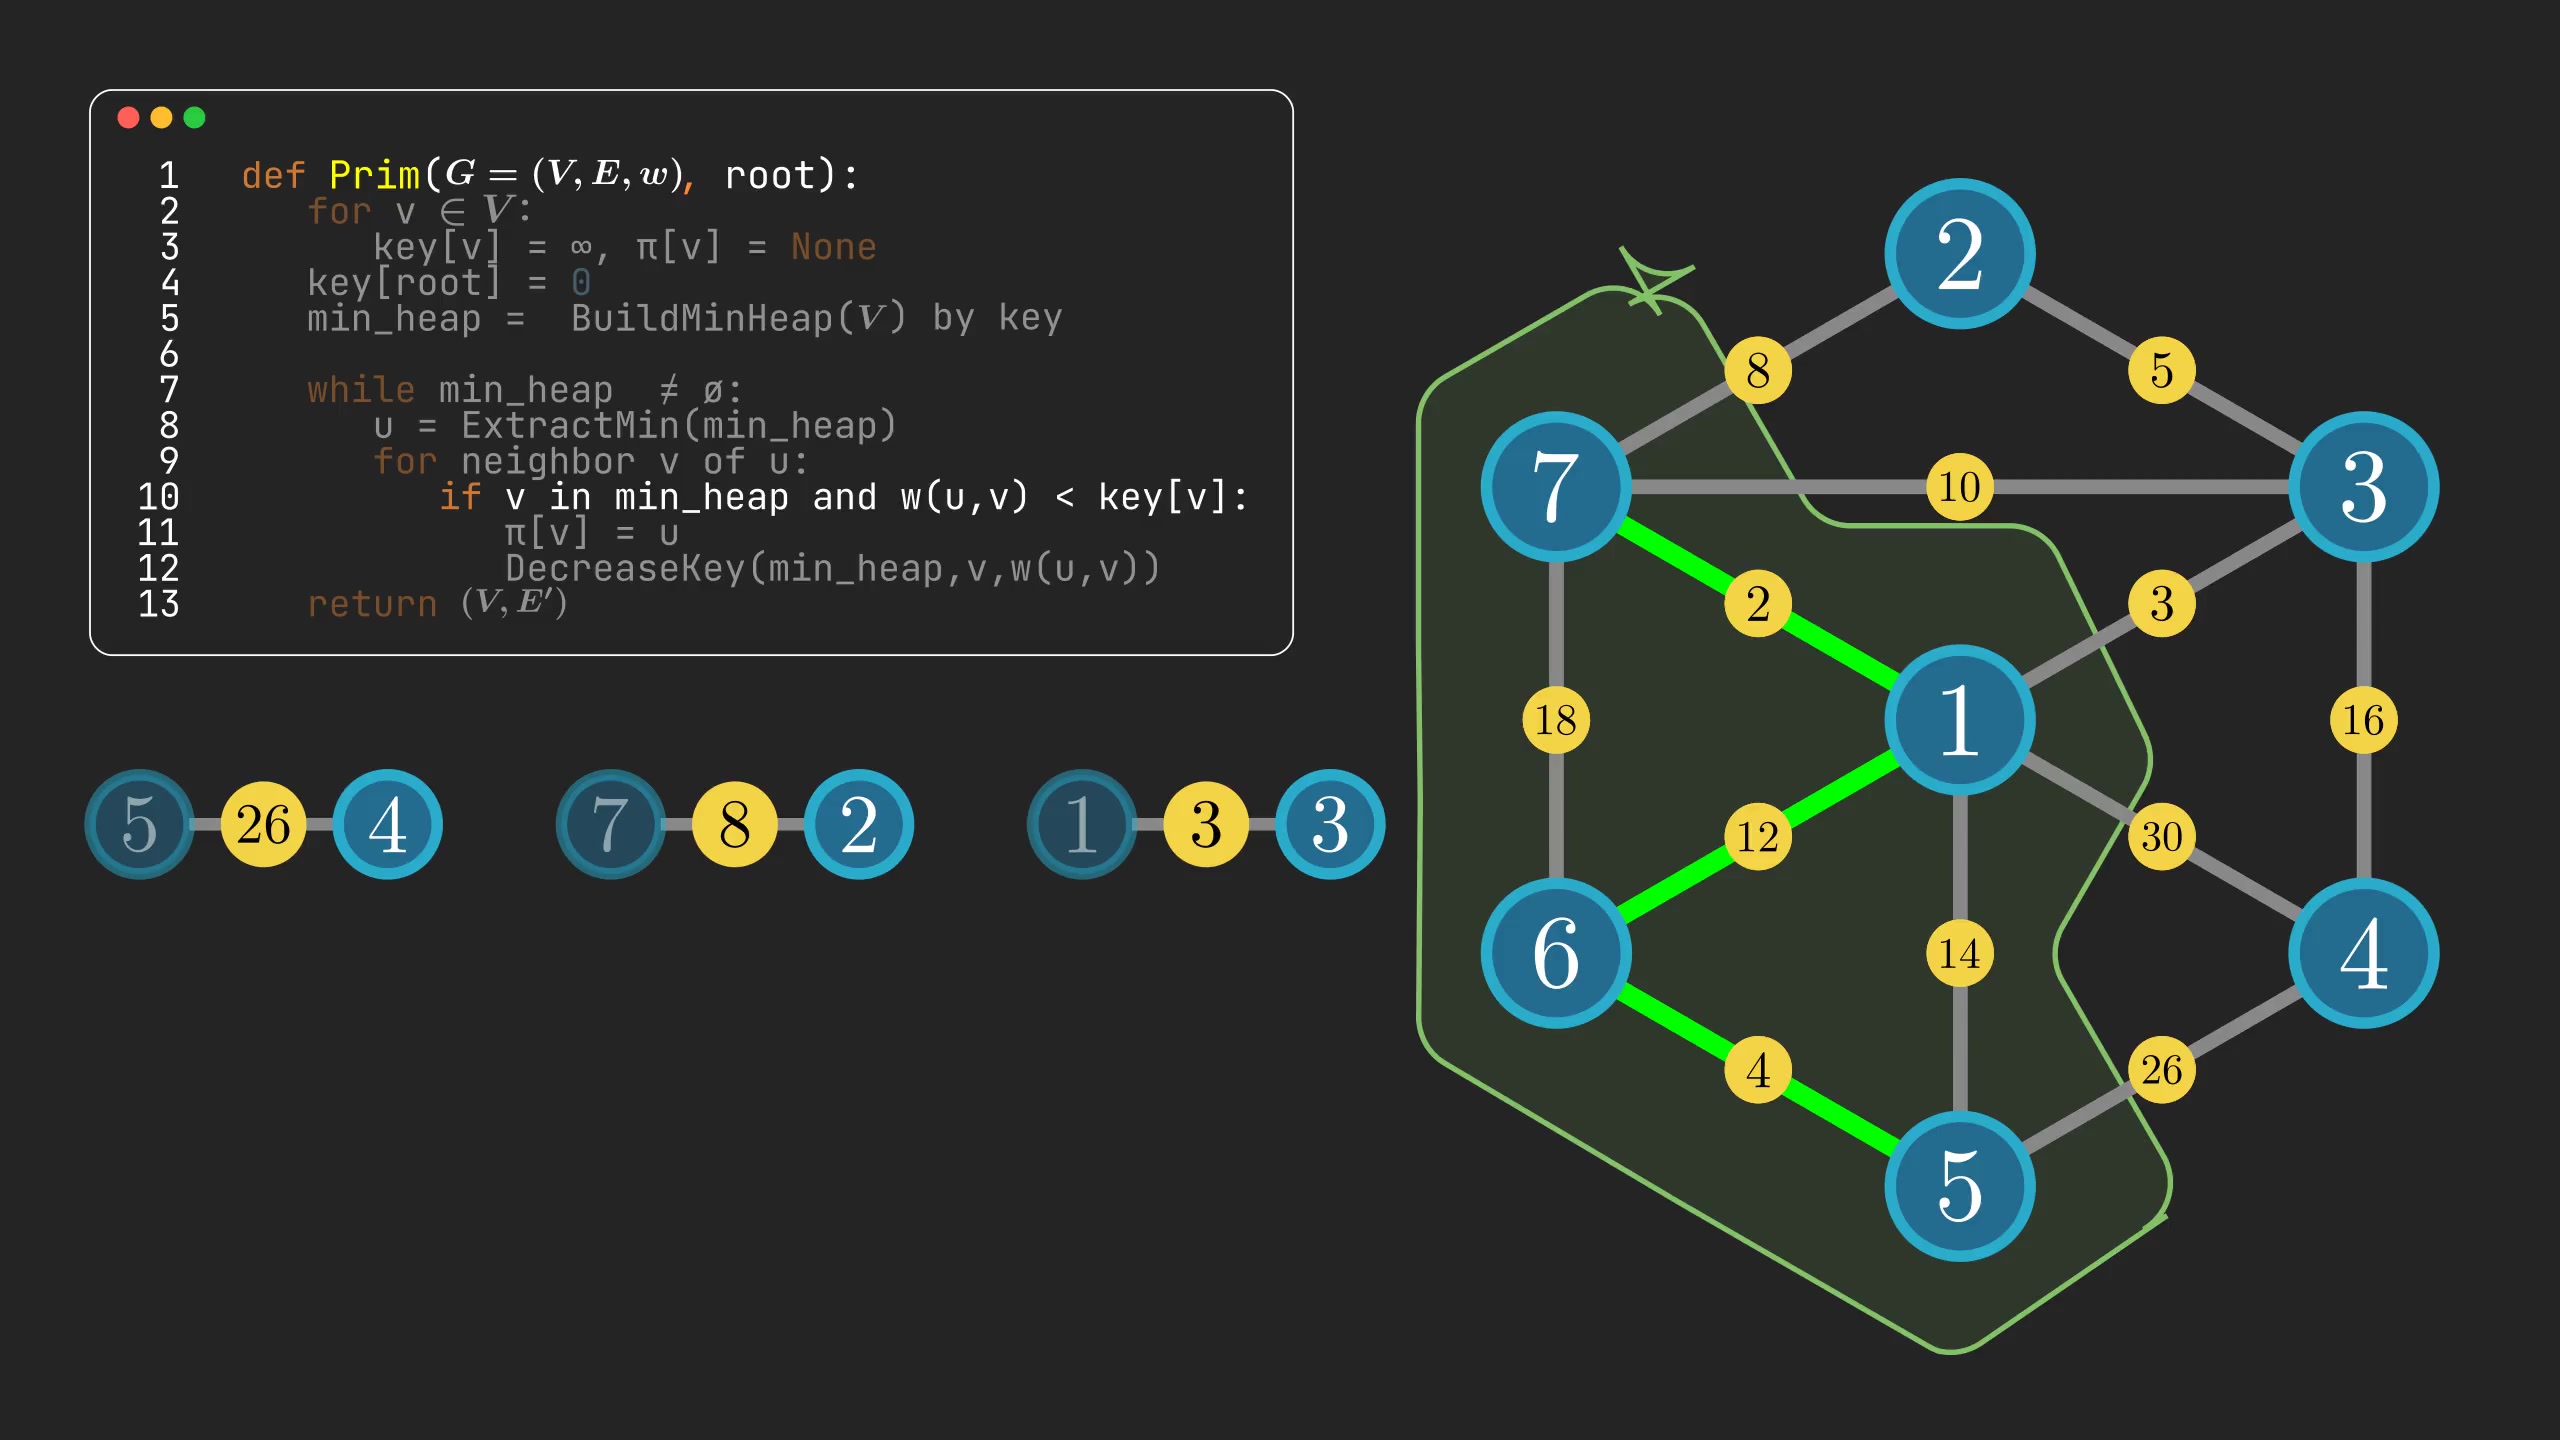 1 def Prim(G = (V, E, w), root):
2 for v ∈ V:
3 key[v] = ∞, π[v] = None
4 key[root] = 0
5 min_heap = BuildMinHeap(V) by key
6
7 while min_heap ≠ ø:
8 u = ExtractMin(min_heap)
9 for neighbor v of u:
10 if v in min_heap and w(u,v) < key[v]:
11 π[v] = u
12 DecreaseKey(min_heap,v,w(u,v))
13 return (V, E′)
5 26 4
7 8 2
1 3 3
2
8 5
7 10 3
2 3
18 1 16
12 30
6 14 4
4 26
5